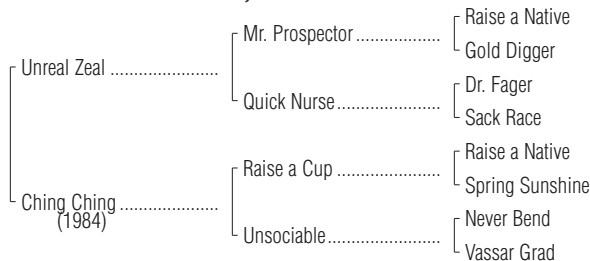 Raise a Native
Mr. Prospector ...................
Gold Digger
Unreal Zeal ........................
Dr. Fager
Quick Nurse.......................
Sack Race
Raise a Native
Raise a Cup .......................
Spring Sunshine
Ching Ching ......................
(1984)
Never Bend
Unsociable.........................
Vassar Grad